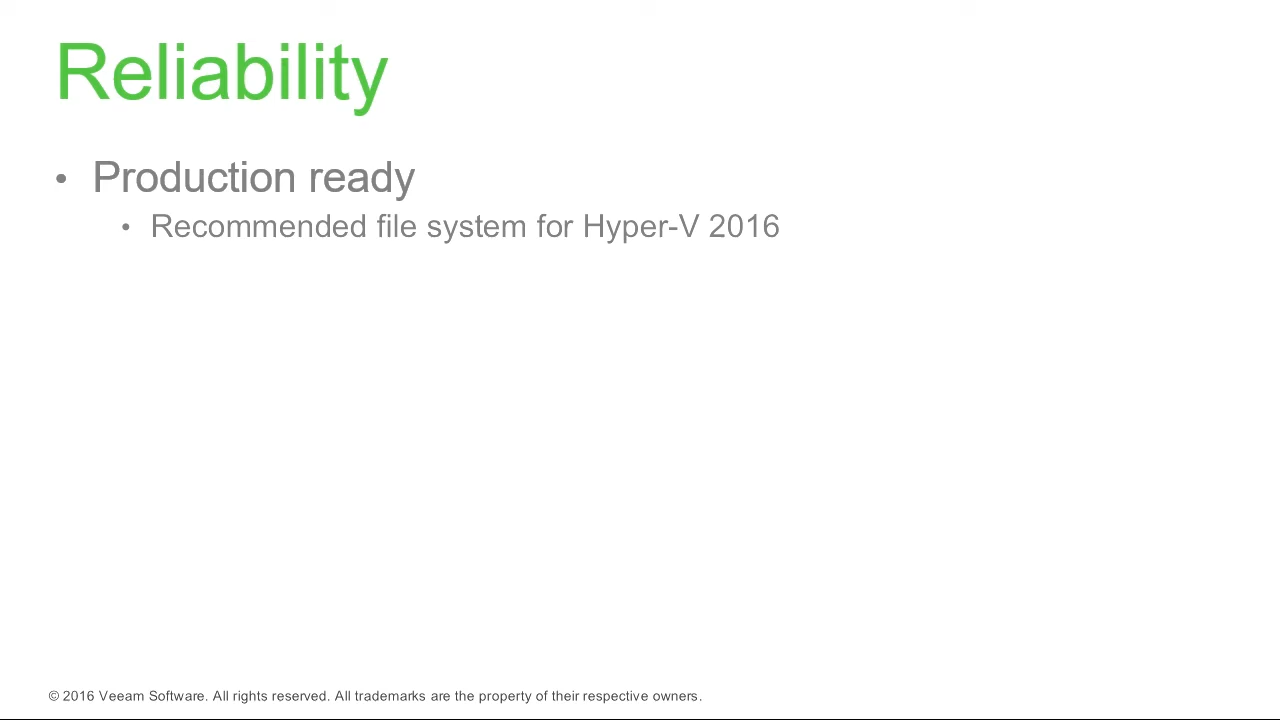 Reliability
• Production ready
• Recommended file system for Hyper-V 2016
© 2016 Veeam Software. All rights reserved. All trademarks are the property of their respective owners.